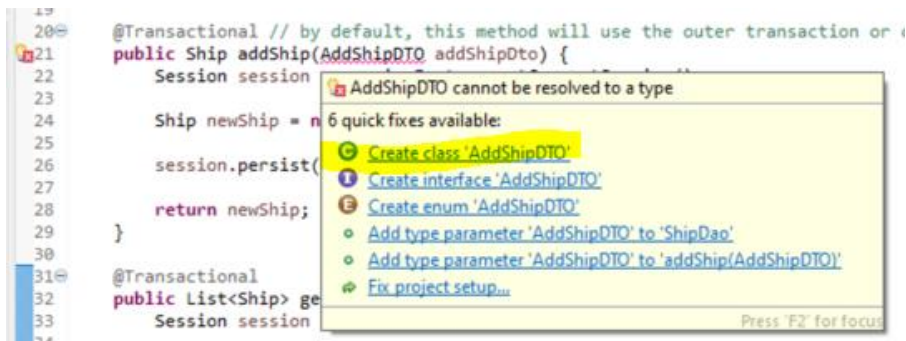 19
20 @Transactional // by default, this method will use the outer transaction or
21 public Ship addShip(AddShipDTO addShipDto) {
22 Session session
23
24 Ship newShip = n
25
26 session.persist(
27
28 return newShip;
29 }
30
31 @Transactional
32 public List<Ship> ge
33 Session session
34
AddShipDTO cannot be resolved to a type
6 quick fixes available:
Create class 'AddShipDTO'
Create interface 'AddShipDTO'
Create enum 'AddShipDTO'
Add type parameter 'AddShipDTO' to 'ShipDao'
Add type parameter 'AddShipDTO' to 'addShip(AddShipDTO)'
Fix project setup...
Press 'F2' for focus